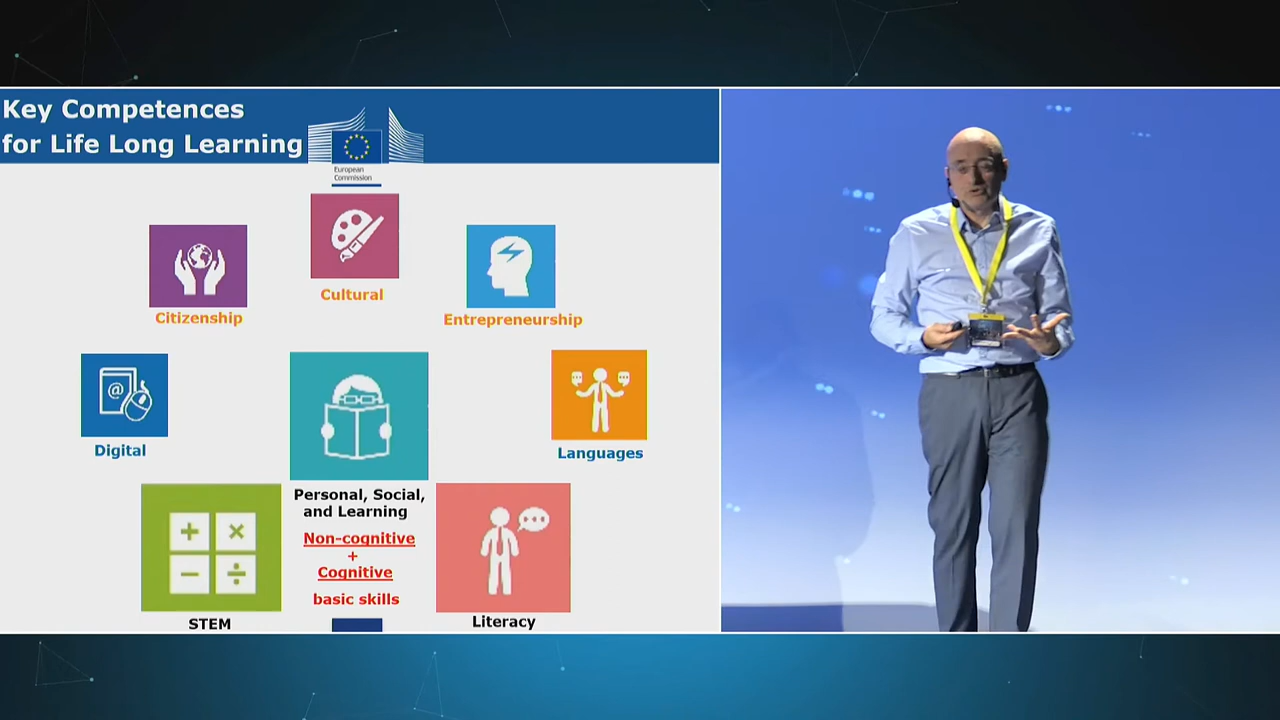 Key Competences
for Life Long Learning
European
Commission
Cultural
Citizenship
Entrepreneurship
@
Digital
Languages
Personal, Social,
and Learning
Non-cognitive
+
Cognitive
basic skills
+ ×
− ÷
STEM
Literacy